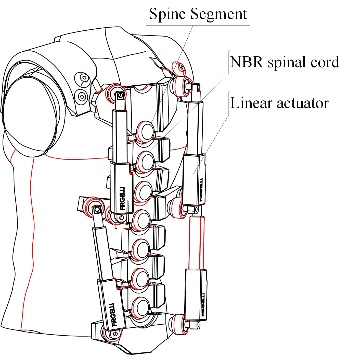 Spine Segment
NBR spinal cord
Linear actuator